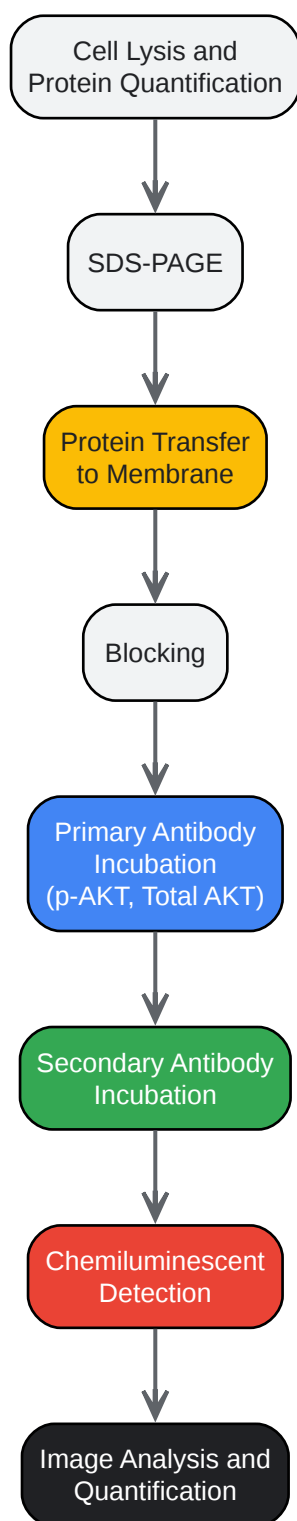 Cell Lysis and
Protein Quantification
SDS-PAGE
Protein Transfer
to Membrane
Blocking
Primary Antibody
Incubation
(p-AKT, Total AKT)
Secondary Antibody
Incubation
Chemiluminescent
Detection
Image Analysis and
Quantification